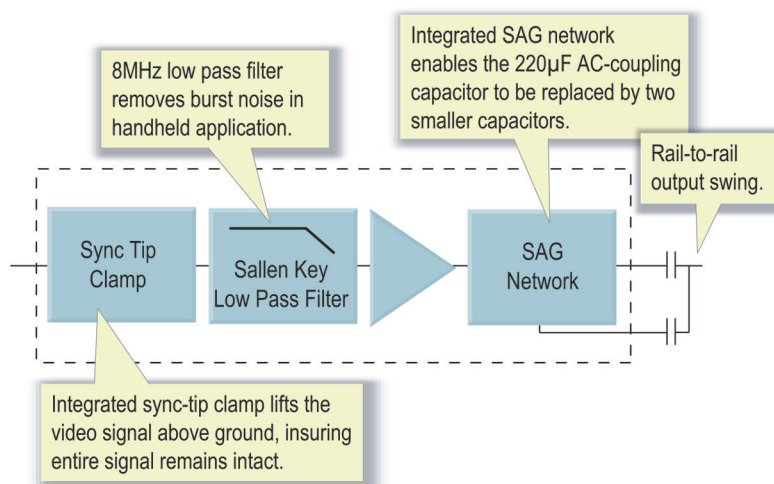 Integrated SAG network
enables the 220µF AC-coupling
capacitor to be replaced by two
smaller capacitors.
8MHz low pass filter
removes burst noise in
handheld application.
Rail-to-rail
output swing.
Sync Tip
Clamp
Sallen Key
Low Pass Filter
SAG
Network
Integrated sync-tip clamp lifts the
video signal above ground, insuring
entire signal remains intact.